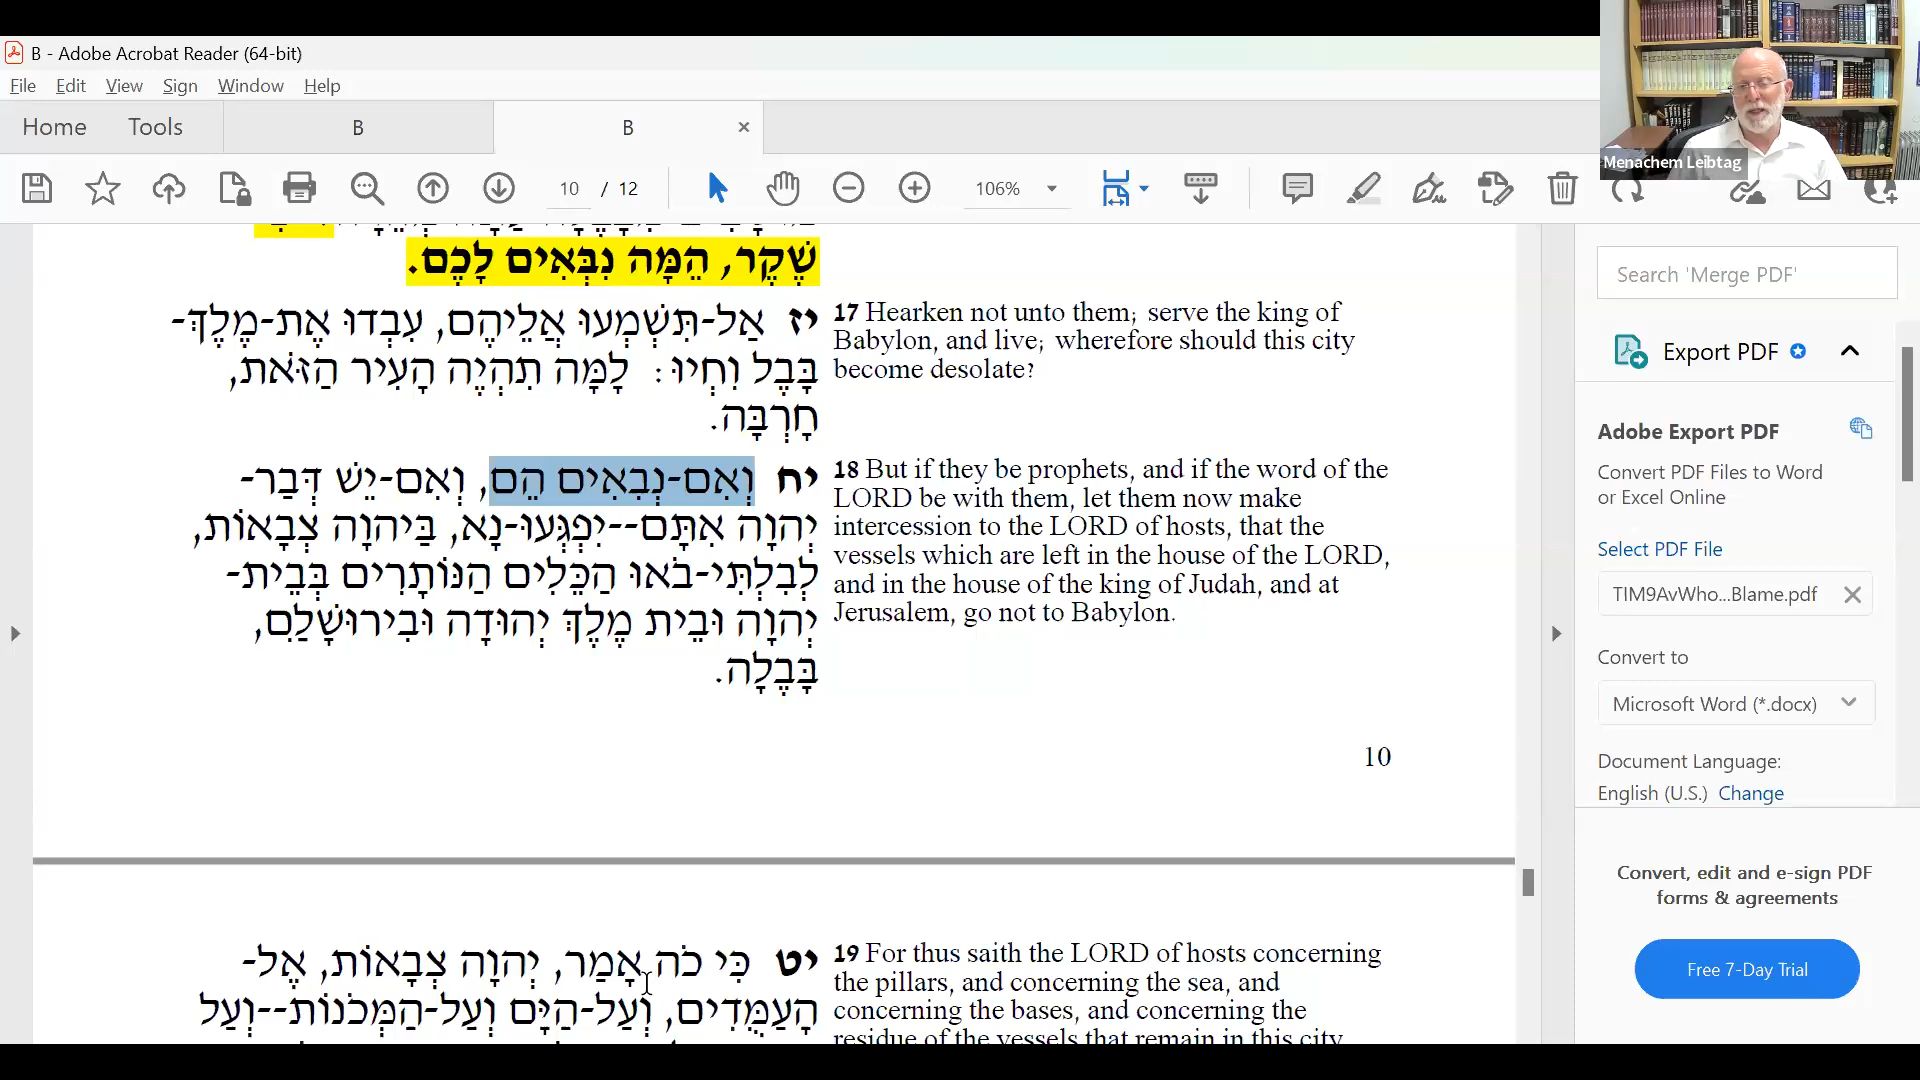 B - Adobe Acrobat Reader (64-bit)
File Edit View Sign Window Help
Home Tools B B
10 / 12 106%
Menachem Leibtag
שֶׁקֶר, הֵמָּה נִבְּאִים לָכֶם.
יז אַל-תִּשְׁמְעוּ אֲלֵיהֶם, עִבְדוּ אֶת-מֶלֶךְ-
בָּבֶל וִחְיוּ: לָמָּה תִהְיֶה הָעִיר הַזֹּאת,
חָרְבָּה.
17 Hearken not unto them; serve the king of
Babylon, and live; wherefore should this city
become desolate?
יח וְאִם-נְבִאִים הֵם, וְאִם-יֵשׁ דְּבַר-
יְהוָה אִתָּם--יִפְגְּעוּ-נָא, בַּיהוָה צְבָאוֹת,
לְבִלְתִּי-בֹאוּ הַכֵּלִים הַנּוֹתָרִים בְּבֵית-
יְהוָה וּבֵית מֶלֶךְ יְהוּדָה וּבִירוּשָׁלִַם,
בָּבֶלָה.
18 But if they be prophets, and if the word of the
LORD be with them, let them now make
intercession to the LORD of hosts, that the
vessels which are left in the house of the LORD,
and in the house of the king of Judah, and at
Jerusalem, go not to Babylon.
10
יט כִּי כֹה אָמַר, יְהוָה צְבָאוֹת, אֶל-
הָעַמֻּדִים, וְעַל-הַיָּם וְעַל-הַמְּכֹנוֹת--וְעַל
19 For thus saith the LORD of hosts concerning
the pillars, and concerning the sea, and
concerning the bases, and concerning the
residue of the vessels that remain in this city
Search 'Merge PDF'
Export PDF
Adobe Export PDF
Convert PDF Files to Word
or Excel Online
Select PDF File
TIM9AvWho...Blame.pdf
Convert to
Microsoft Word (*.docx)
Document Language:
English (U.S.) Change
Convert, edit and e-sign PDF
forms & agreements
Free 7-Day Trial